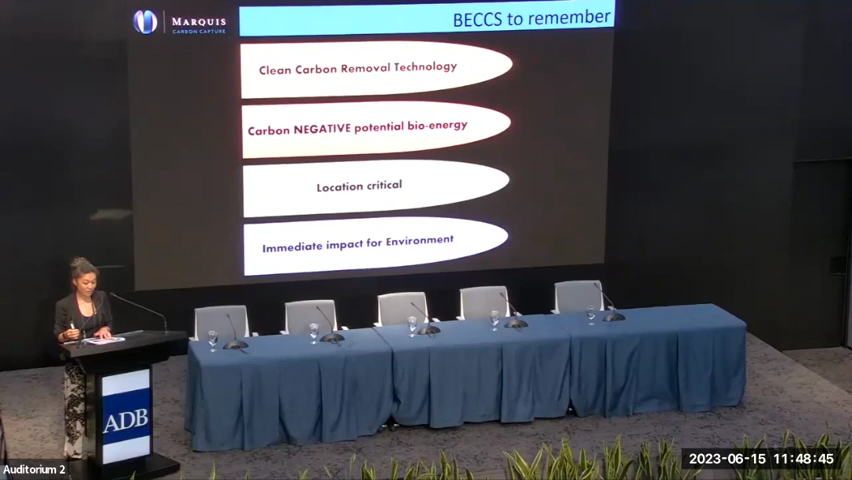 MARQUIS
CARBON CAPTURE
BECCS to remember
Clean Carbon Removal Technology
Carbon NEGATIVE potential bio-energy
Location critical
Immediate impact for Environment
ADB
Auditorium 2
2023-06-15 11:48:45